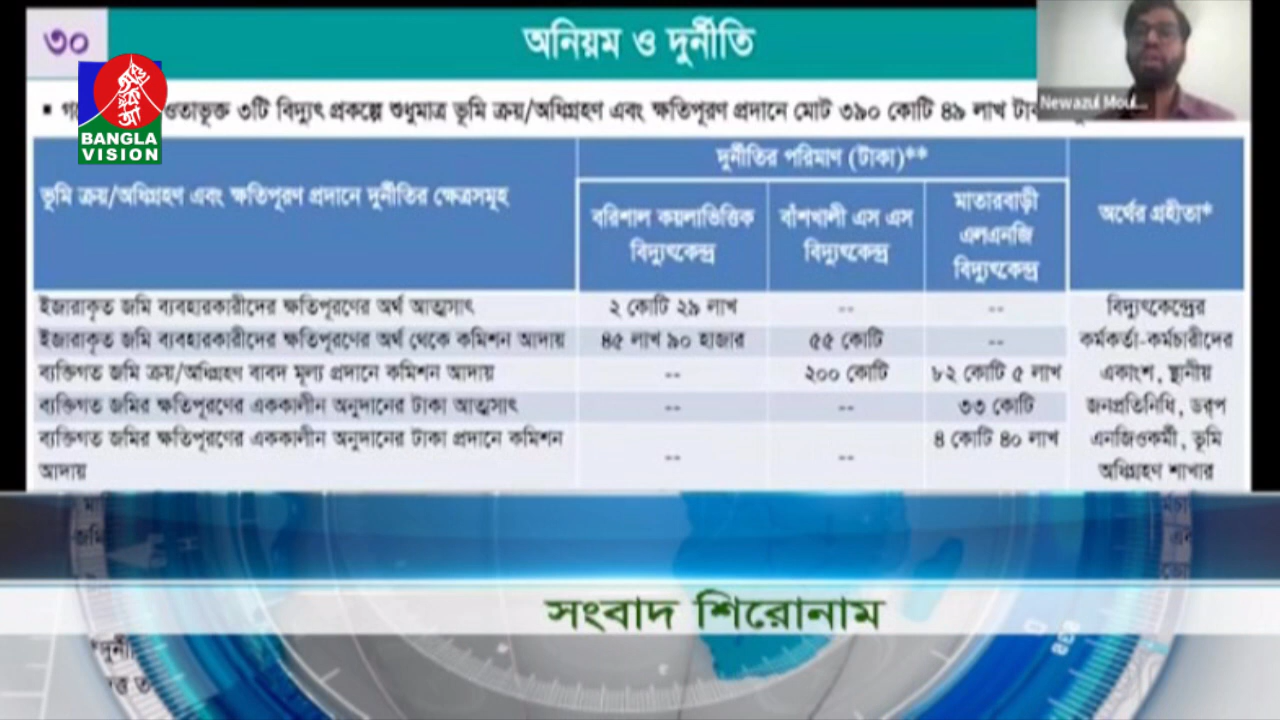 ৩০
অনিয়ম ও দুর্নীতি
Newazul Moul...
BANGLA
VISION
▪ ৩টি বিদ্যুৎ প্রকল্পে শুধুমাত্র ভূমি ক্রয়/অধিগ্রহণ এবং ক্ষতিপূরণ প্রদানে মোট ৩৯০ কোটি ৪৯ লাখ
ভূমি ক্রয়/অধিগ্রহণ এবং ক্ষতিপূরণ প্রদানে দুর্নীতির ক্ষেত্রসমূহ
দুর্নীতির পরিমাণ (টাকা)**
বরিশাল কয়লাভিত্তিক
বিদ্যুৎকেন্দ্র
বাঁশখালী এস এস
বিদ্যুৎকেন্দ্র
মাতারবাড়ী
এলএনজি
বিদ্যুৎকেন্দ্র
অর্থের গ্রহীতা*
ইজারাকৃত জমি ব্যবহারকারীদের ক্ষতিপূরণের অর্থ আত্মসাৎ ২ কোটি ২৯ লাখ -- --
ইজারাকৃত জমি ব্যবহারকারীদের ক্ষতিপূরণের অর্থ থেকে কমিশন আদায় ৪৫ লাখ ৯০ হাজার ৫৫ কোটি --
ব্যক্তিগত জমি ক্রয়/অধিগ্রহণ বাবদ মূল্য প্রদানে কমিশন আদায় -- ২০০ কোটি ৮২ কোটি ৫ লাখ
ব্যক্তিগত জমির ক্ষতিপূরণের এককালীন অনুদানের টাকা আত্মসাৎ -- -- ৩৩ কোটি
ব্যক্তিগত জমির ক্ষতিপূরণের এককালীন অনুদানের টাকা প্রদানে কমিশন
আদায় -- -- ৪ কোটি ৪০ লাখ
বিদ্যুৎকেন্দ্রের
কর্মকর্তা-কর্মচারীদের
একাংশ, স্থানীয়
জনপ্রতিনিধি, ডর্‌প
এনজিওকর্মী, ভূমি
অধিগ্রহণ শাখার
সংবাদ শিরোনাম